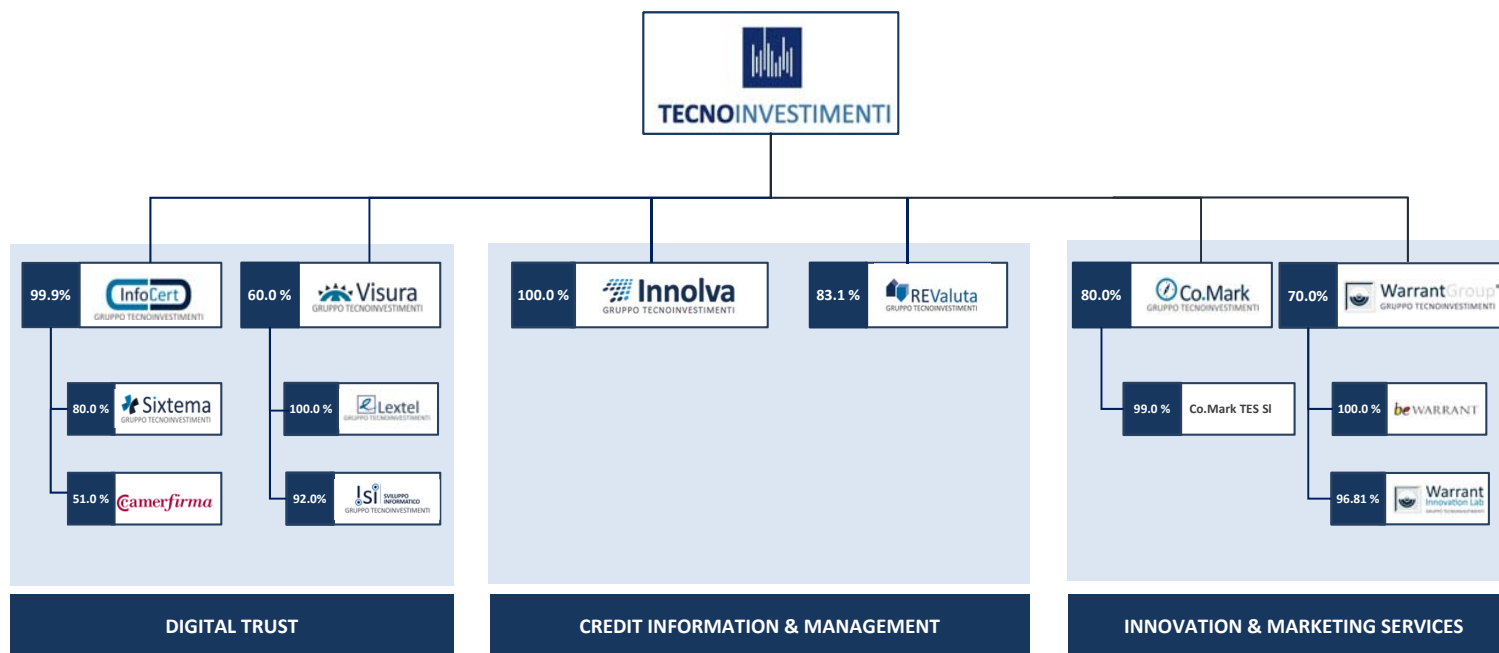 TECNOINVESTIMENTI
99.9%
InfoCert
GRUPPO TECNOINVESTIMENTI
60.0 %
Visura
GRUPPO TECNOINVESTIMENTI
100.0 %
Innolva
GRUPPO TECNOINVESTIMENTI
83.1 %
REValuta
GRUPPO TECNOINVESTIMENTI
80.0%
Co.Mark
GRUPPO TECNOINVESTIMENTI
70.0%
WarrantGroup
GRUPPO TECNOINVESTIMENTI
80.0 %
Sixtema
GRUPPO TECNOINVESTIMENTI
100.0 %
Lextel
GRUPPO TECNOINVESTIMENTI
99.0 %
Co.Mark TES Sl
100.0 %
beWARRANT
51.0 %
Camerfirma
92.0%
Isi SVILUPPO
INFORMATICO
GRUPPO TECNOINVESTIMENTI
96.81 %
Warrant
Innovation Lab
GRUPPO TECNOINVESTIMENTI
DIGITAL TRUST
CREDIT INFORMATION & MANAGEMENT
INNOVATION & MARKETING SERVICES